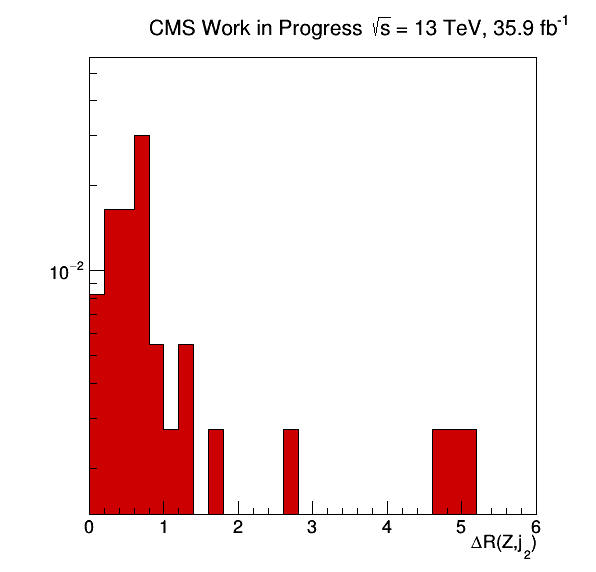 CMS Work in Progress √s = 13 TeV, 35.9 fb⁻¹
10⁻²
0 1 2 3 4 5 6
ΔR(Z,j₂)